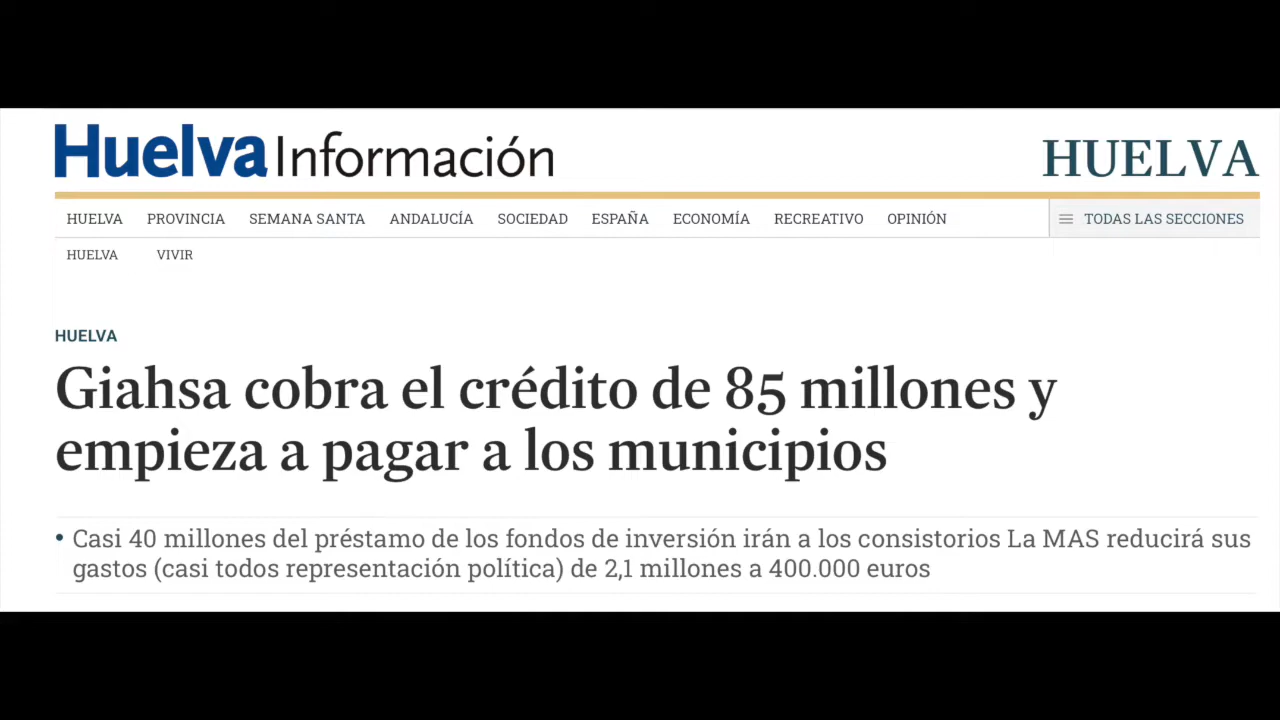 Huelva Información
HUELVA
HUELVA PROVINCIA SEMANA SANTA ANDALUCÍA SOCIEDAD ESPAÑA ECONOMÍA RECREATIVO OPINIÓN TODAS LAS SECCIONES
HUELVA VIVIR
HUELVA
Giahsa cobra el crédito de 85 millones y
empieza a pagar a los municipios
• Casi 40 millones del préstamo de los fondos de inversión irán a los consistorios La MAS reducirá sus
gastos (casi todos representación política) de 2,1 millones a 400.000 euros